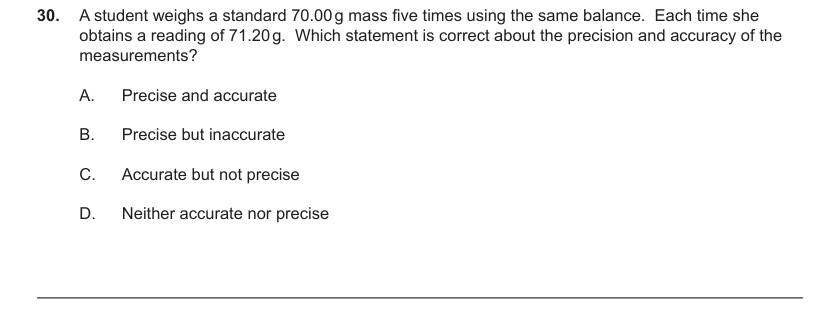 30. A student weighs a standard 70.00 g mass five times using the same balance. Each time she
obtains a reading of 71.20 g. Which statement is correct about the precision and accuracy of the
measurements?
A. Precise and accurate
B. Precise but inaccurate
C. Accurate but not precise
D. Neither accurate nor precise